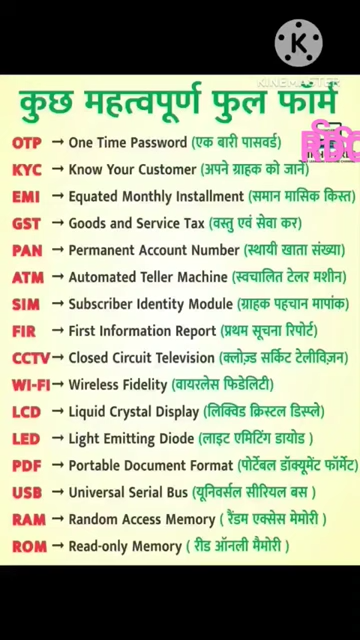 K
KINEMASTER
कुछ महत्वपूर्ण फुल फॉर्म
OTP → One Time Password (एक बारी पासवर्ड)
KYC → Know Your Customer (अपने ग्राहक को जाने)
EMI → Equated Monthly Installment (समान मासिक किस्त)
GST → Goods and Service Tax (वस्तु एवं सेवा कर)
PAN → Permanent Account Number (स्थायी खाता संख्या)
ATM → Automated Teller Machine (स्वचालित टेलर मशीन)
SIM → Subscriber Identity Module (ग्राहक पहचान मापांक)
FIR → First Information Report (प्रथम सूचना रिपोर्ट)
CCTV → Closed Circuit Television (क्लोज़्ड सर्किट टेलीविज़न)
WI-FI → Wireless Fidelity (वायरलेस फिडेलिटी)
LCD → Liquid Crystal Display (लिक्विड क्रिस्टल डिस्प्ले)
LED → Light Emitting Diode (लाइट एमिटिंग डायोड )
PDF → Portable Document Format (पोर्टेबल डॉक्यूमेंट फॉर्मेट)
USB → Universal Serial Bus (यूनिवर्सल सीरियल बस )
RAM → Random Access Memory ( रैंडम एक्सेस मेमोरी )
ROM → Read-only Memory ( रीड ऑनली मैमोरी )